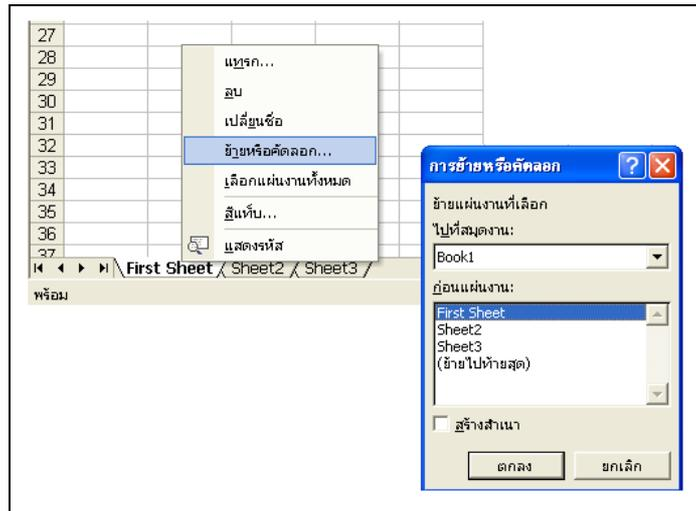 27
28
29
30
31
32
33
34
35
36
37
แทรก...
ลบ
เปลี่ยนชื่อ
ย้ายหรือคัดลอก...
เลือกแผ่นงานทั้งหมด
สีแท็บ...
แสดงรหัส
First Sheet Sheet2 Sheet3
พร้อม
การย้ายหรือคัดลอก
ย้ายแผ่นงานที่เลือก
ไปที่สมุดงาน:
Book1
ก่อนแผ่นงาน:
First Sheet
Sheet2
Sheet3
(ย้ายไปท้ายสุด)
สร้างสำเนา
ตกลง ยกเลิก